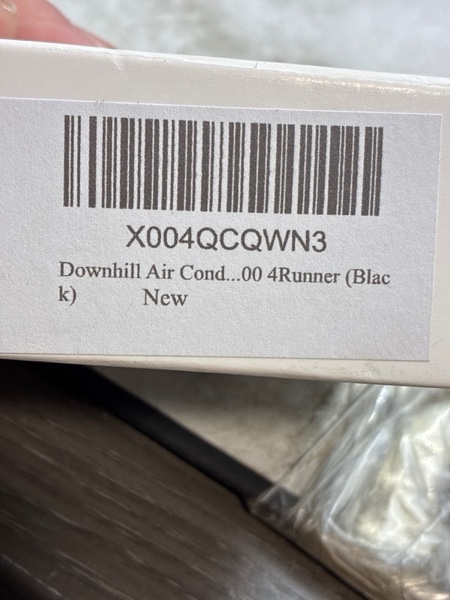 X004QCQWN3
Downhill Air Cond...00 4Runner (Blac
k) New